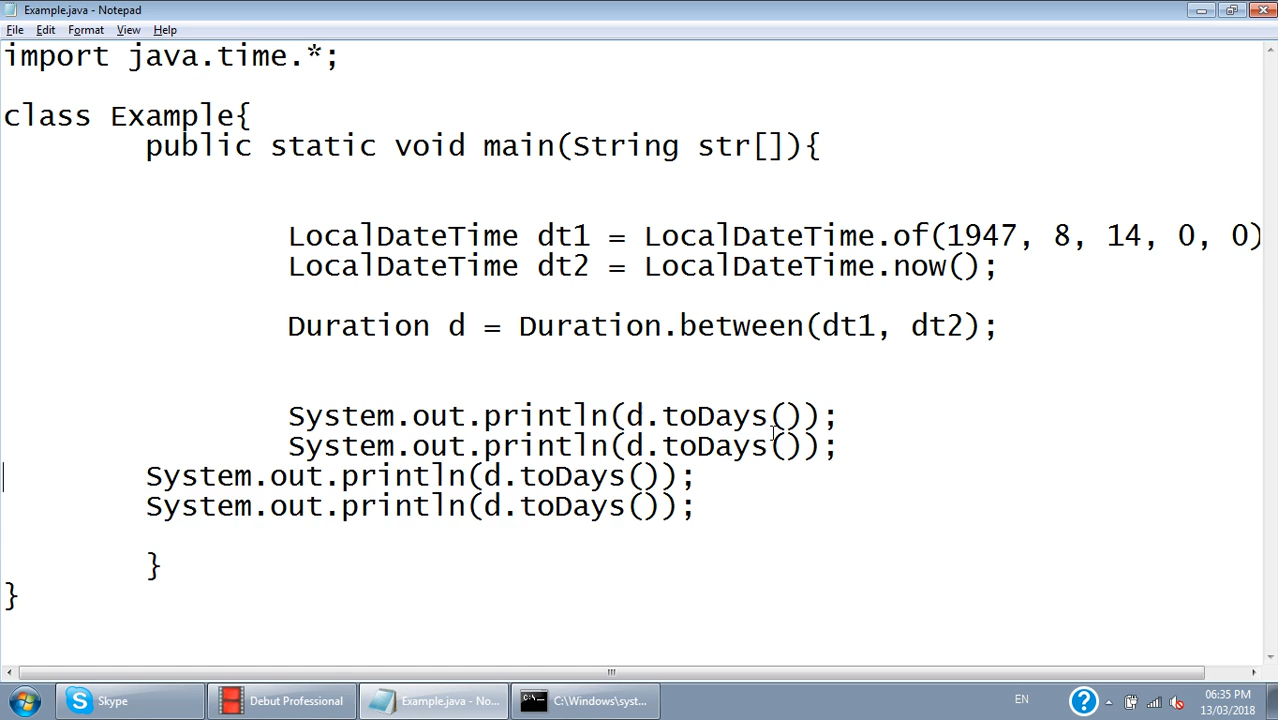 Example.java - Notepad
File Edit Format View Help
import java.time.*;
class Example{
public static void main(String str[]){
LocalDateTime dt1 = LocalDateTime.of(1947, 8, 14, 0, 0)
LocalDateTime dt2 = LocalDateTime.now();
Duration d = Duration.between(dt1, dt2);
System.out.println(d.toDays());
System.out.println(d.toDays());
System.out.println(d.toDays());
System.out.println(d.toDays());
}
}
Skype Debut Professional Example.java - No... C:\Windows\syst... EN 06:35 PM
13/03/2018